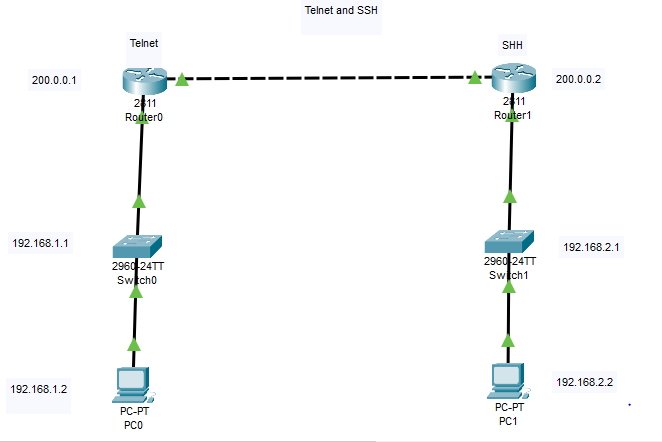 Telnet and SSH
Telnet
SHH
200.0.0.1
200.0.0.2
2811
Router0
2811
Router1
192.168.1.1
192.168.2.1
2960-24TT
Switch0
2960-24TT
Switch1
192.168.1.2
192.168.2.2
PC-PT
PC0
PC-PT
PC1